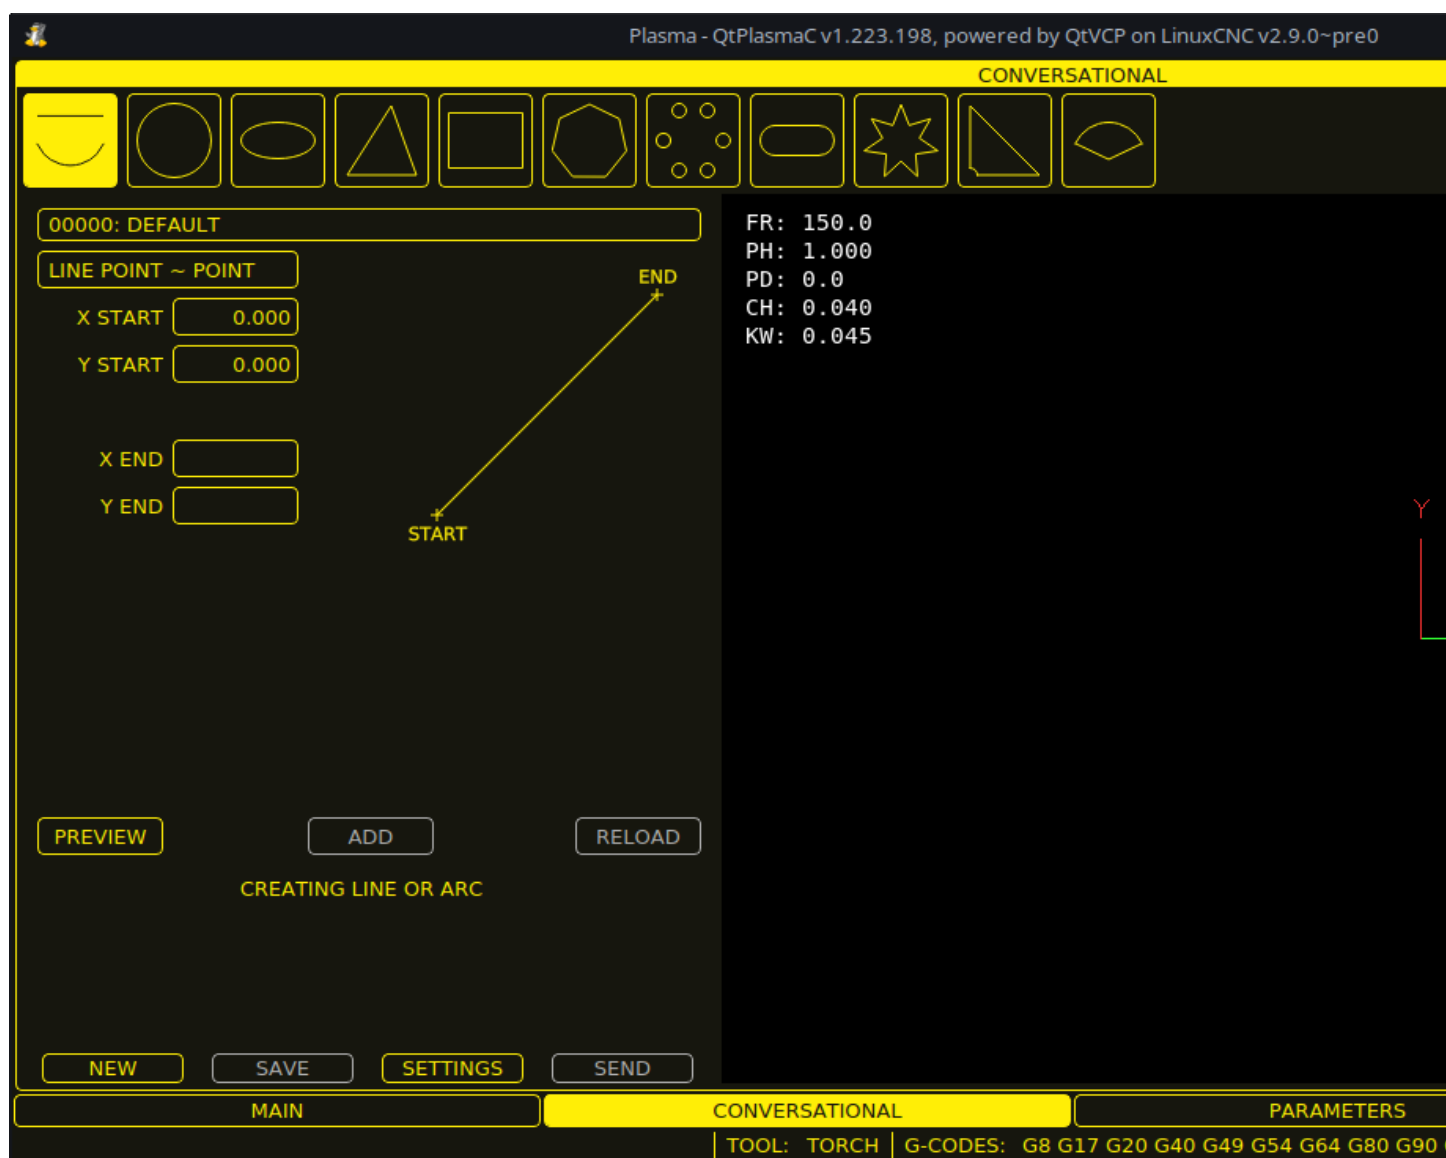 Plasma - QtPlasmaC v1.223.198, powered by QtVCP on LinuxCNC v2.9.0~pre0
CONVERSATIONAL
00000: DEFAULT
LINE POINT ~ POINT
X START 0.000
Y START 0.000
X END
Y END
END
START
PREVIEW ADD RELOAD
CREATING LINE OR ARC
NEW SAVE SETTINGS SEND
FR: 150.0
PH: 1.000
PD: 0.0
CH: 0.040
KW: 0.045
Y
MAIN CONVERSATIONAL PARAMETERS
TOOL: TORCH G-CODES: G8 G17 G20 G40 G49 G54 G64 G80 G90